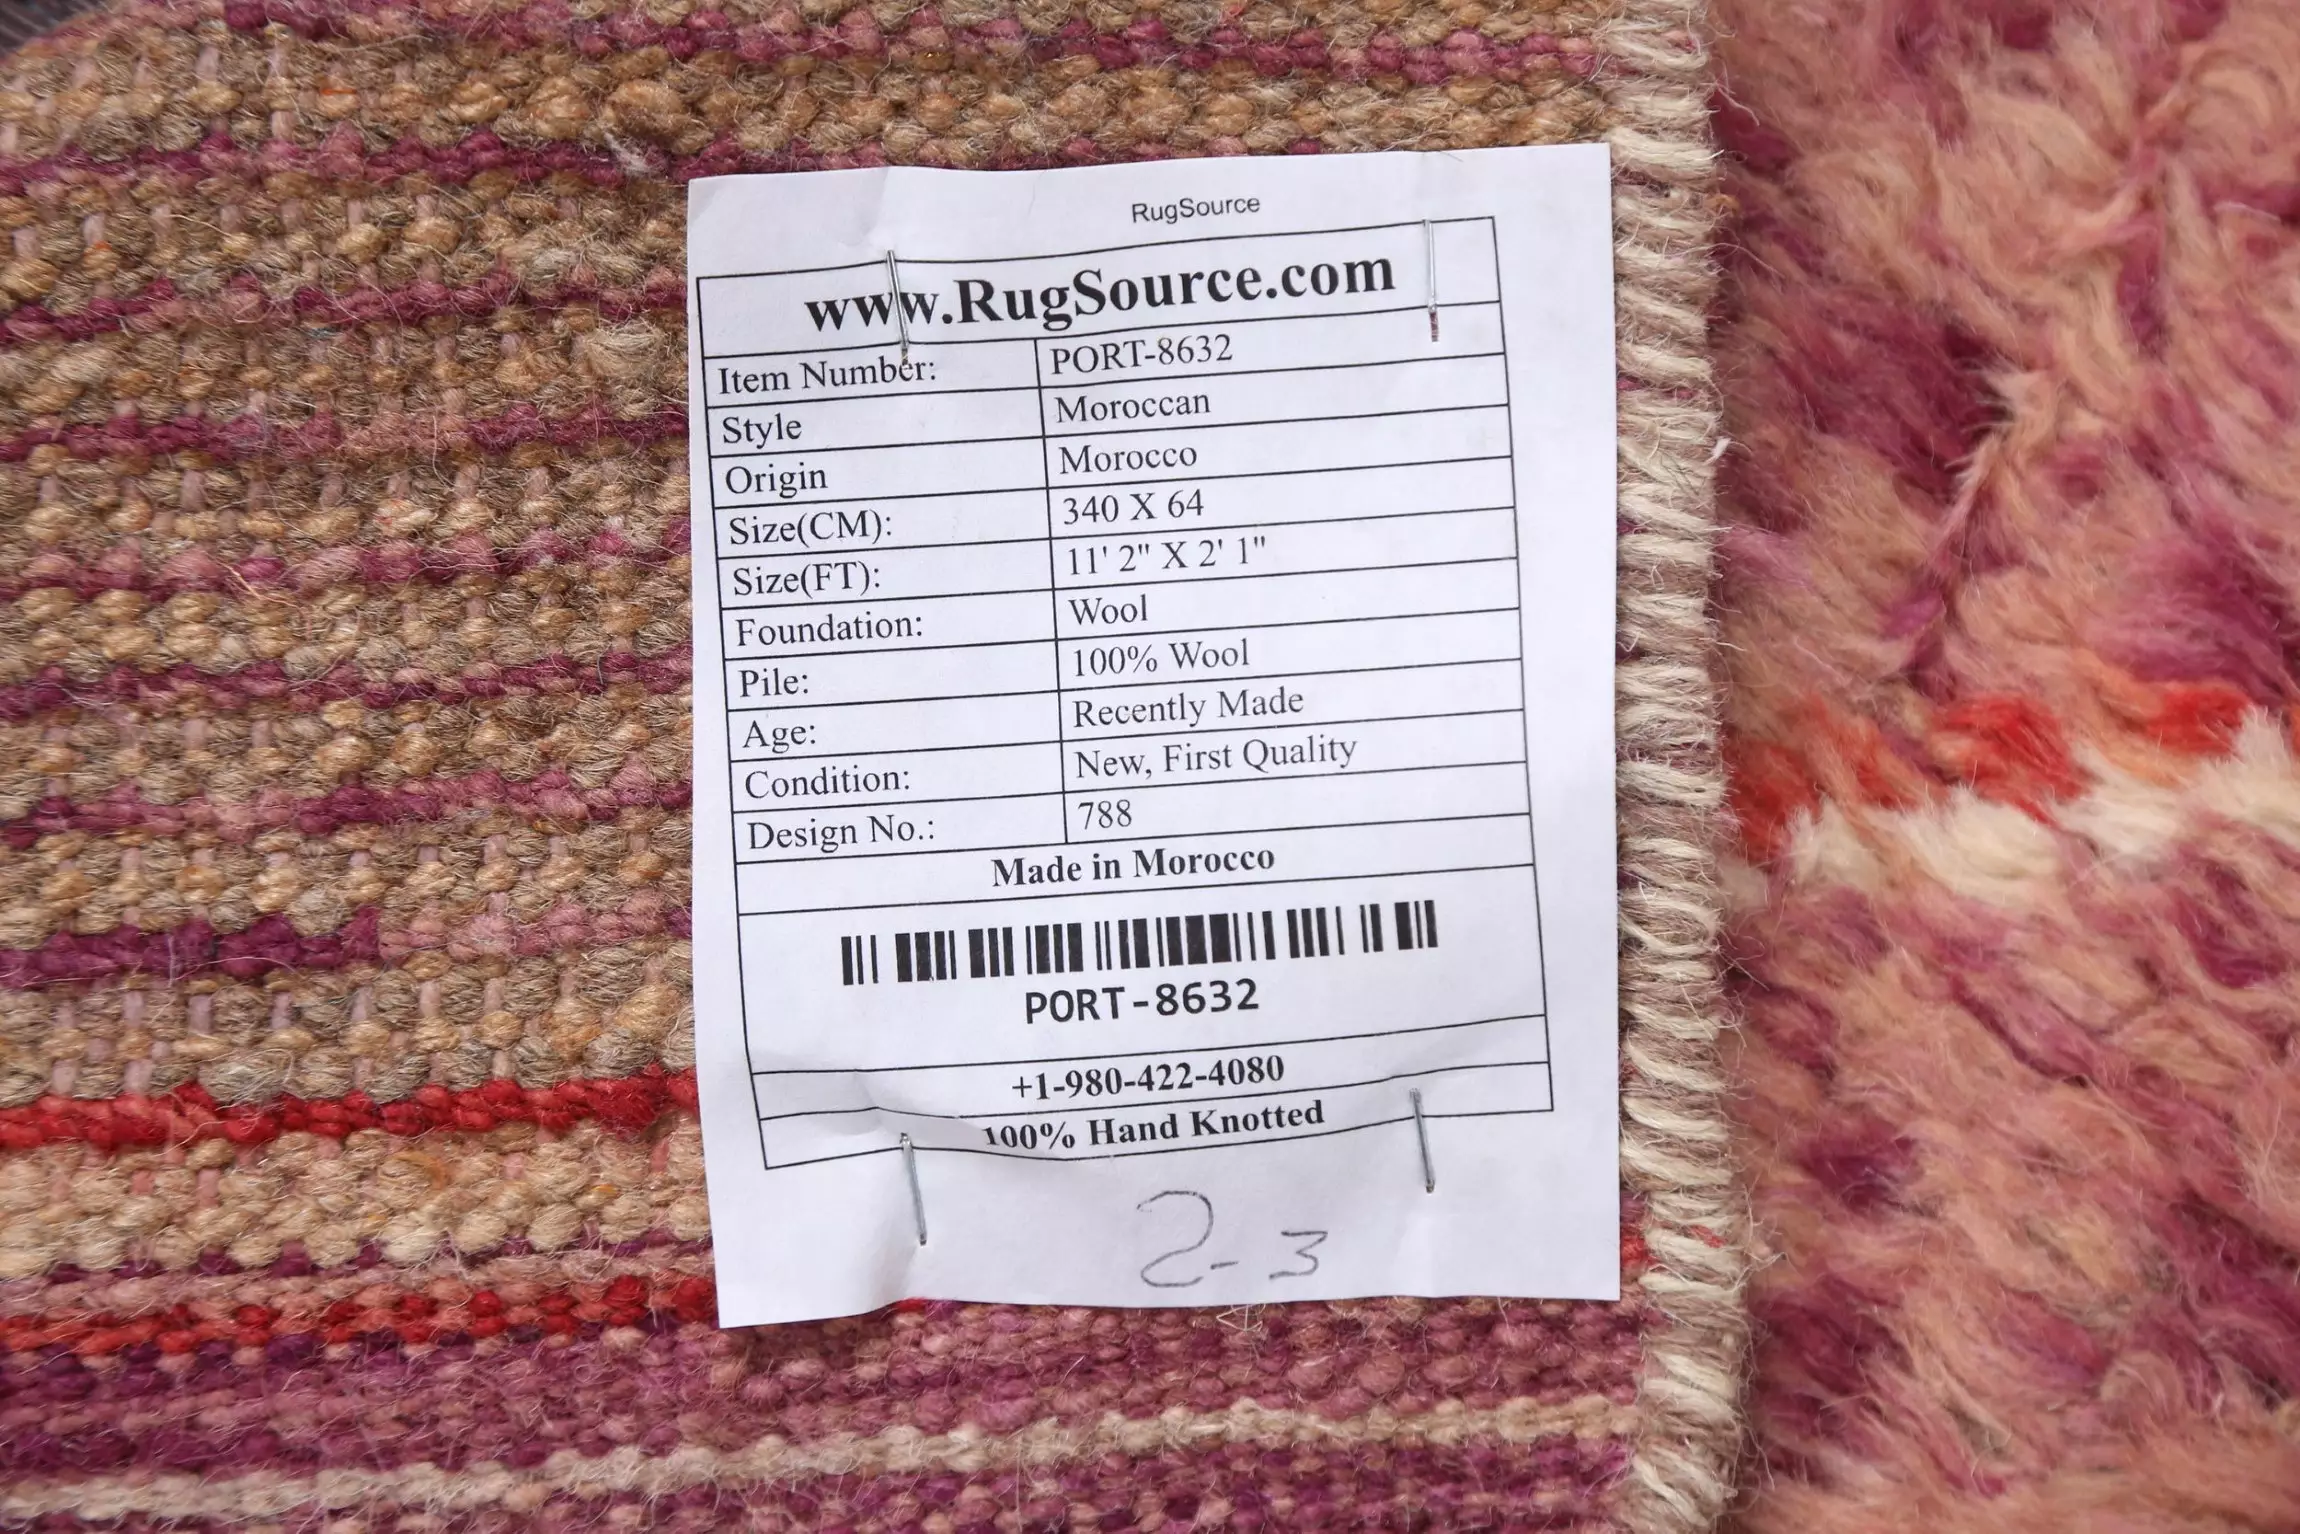 RugSource
www.RugSource.com
Item Number: PORT-8632
Style Moroccan
Origin Morocco
Size(CM): 340 X 64
Size(FT): 11' 2" X 2' 1"
Foundation: Wool
Pile: 100% Wool
Age: Recently Made
Condition: New, First Quality
Design No.: 788
Made in Morocco
PORT-8632
+1-980-422-4080
100% Hand Knotted
2-3